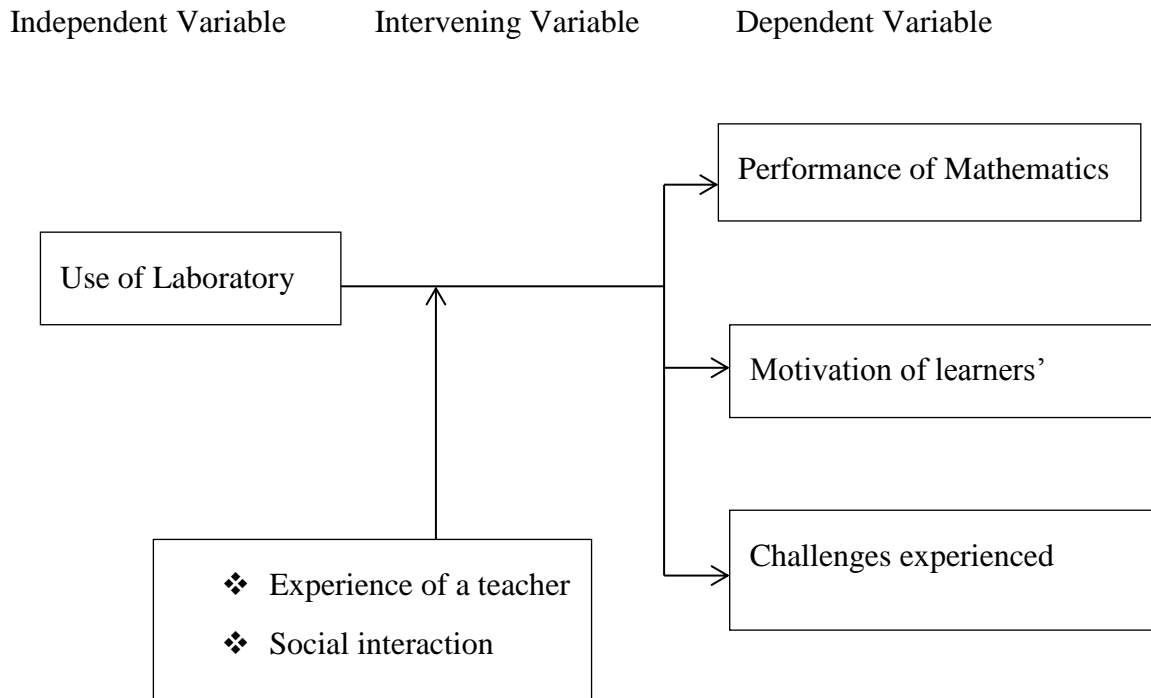 Independent Variable Intervening Variable Dependent Variable
Performance of Mathematics
Use of Laboratory
Motivation of learners’
Challenges experienced
❖ Experience of a teacher
❖ Social interaction